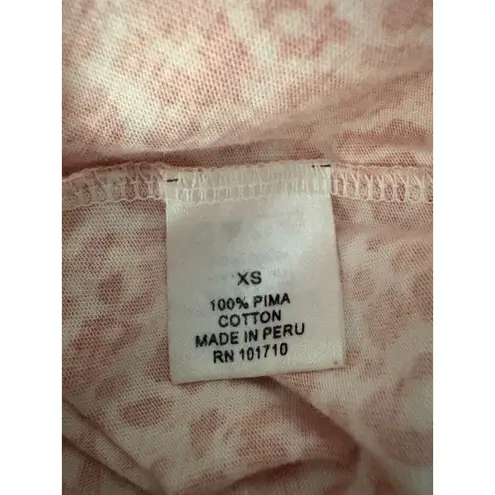 XS
100% PIMA
COTTON
MADE IN PERU
RN 101710